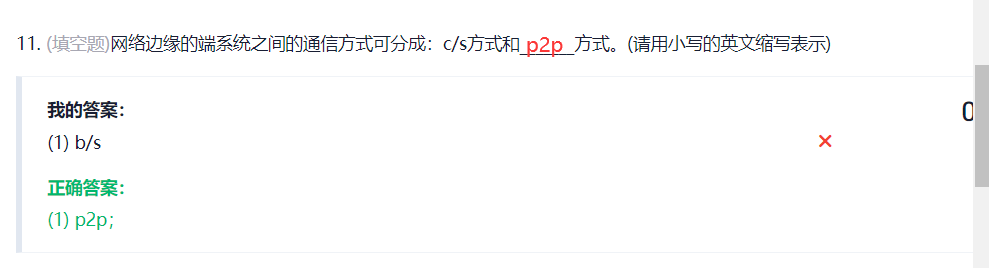 11. (填空题)网络边缘的端系统之间的通信方式可分成：c/s方式和 p2p 方式。(请用小写的英文缩写表示)
我的答案：
0
(1) b/s
×
正确答案：
(1) p2p；